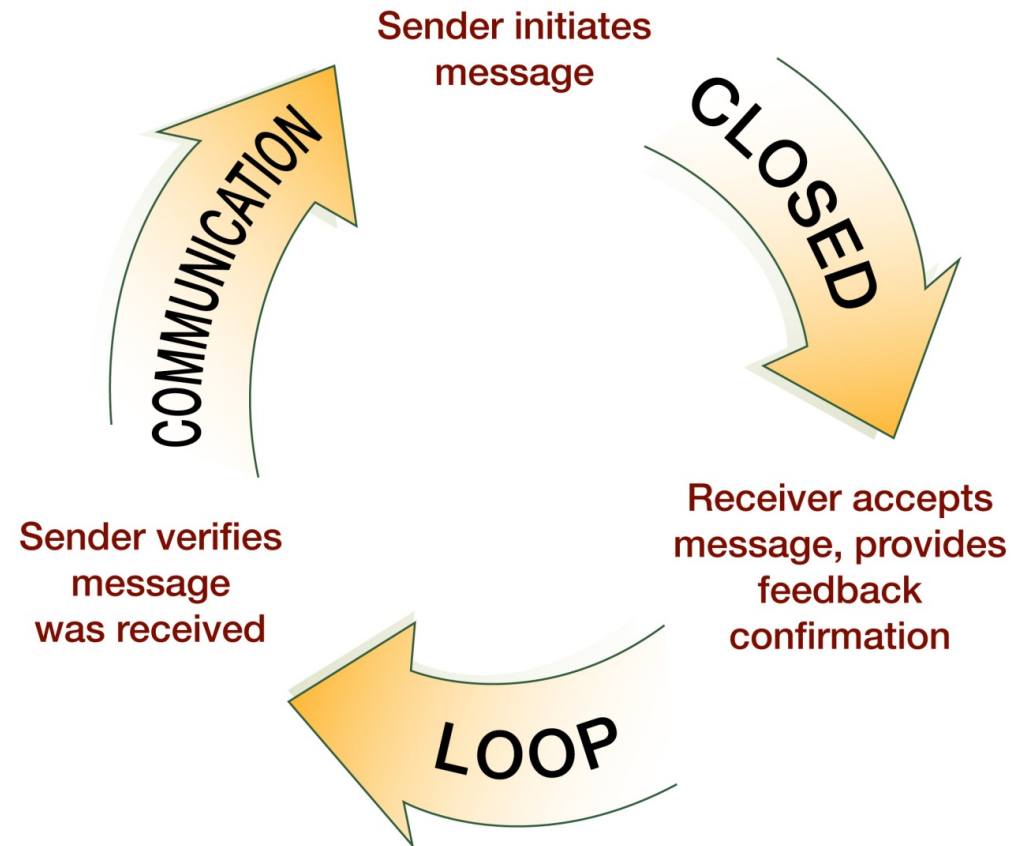 Sender initiates
message
CLOSED
Receiver accepts
message, provides
feedback
confirmation
LOOP
Sender verifies
message
was received
COMMUNICATION